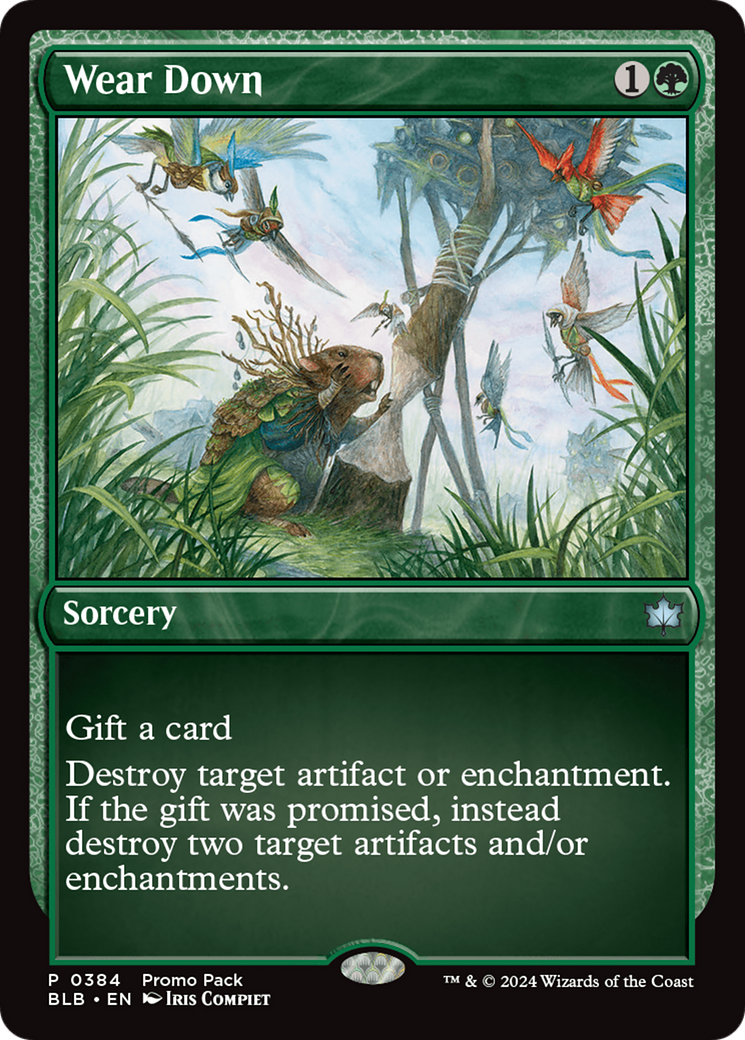 Wear Down 1
Sorcery
Gift a card
Destroy target artifact or enchantment.
If the gift was promised, instead
destroy two target artifacts and/or
enchantments.
P 0384 Promo Pack
BLB • EN Iris Compiet
™ & © 2024 Wizards of the Coast